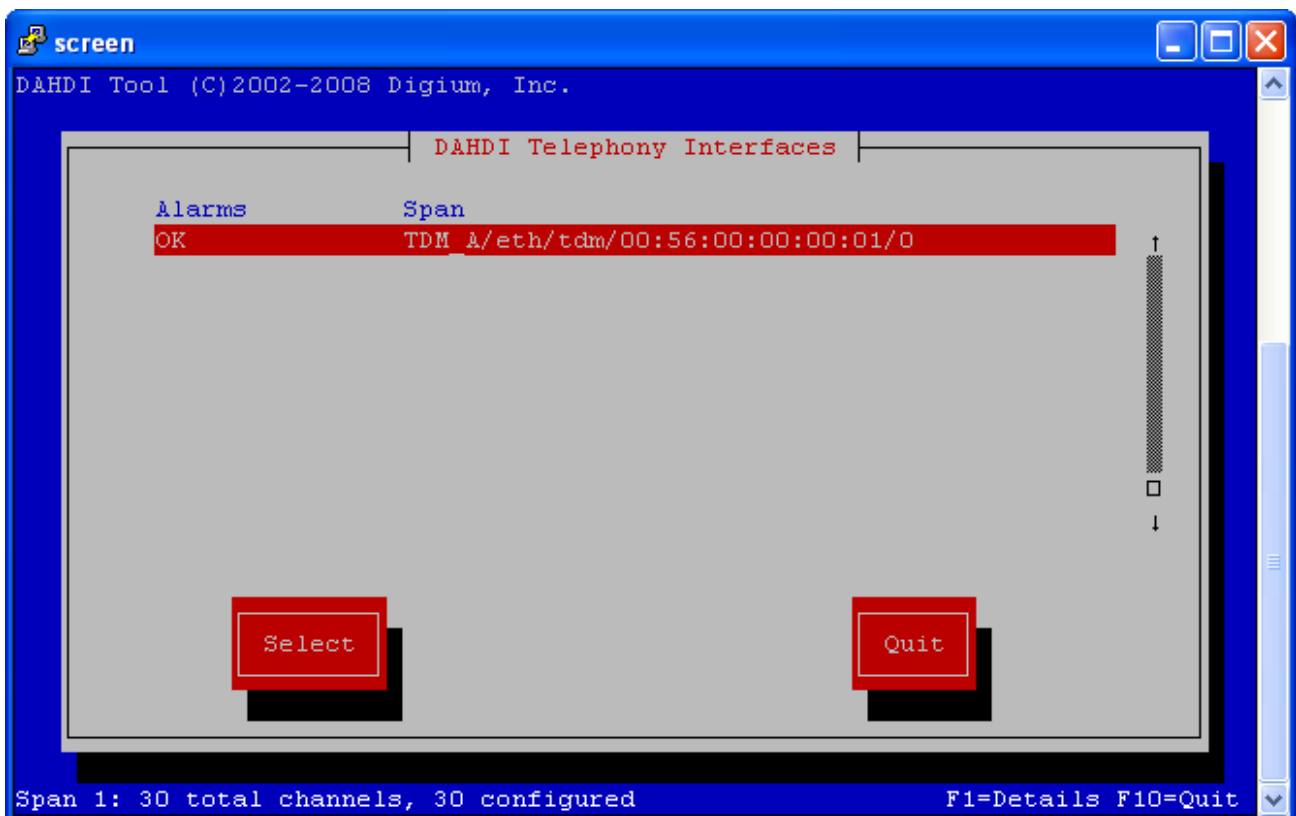 screen
DAHDI Tool (C)2002-2008 Digium, Inc.
DAHDI Telephony Interfaces
Alarms Span
OK TDM_A/eth/tdm/00:56:00:00:00:01/0
Select Quit
Span 1: 30 total channels, 30 configured F1=Details F10=Quit